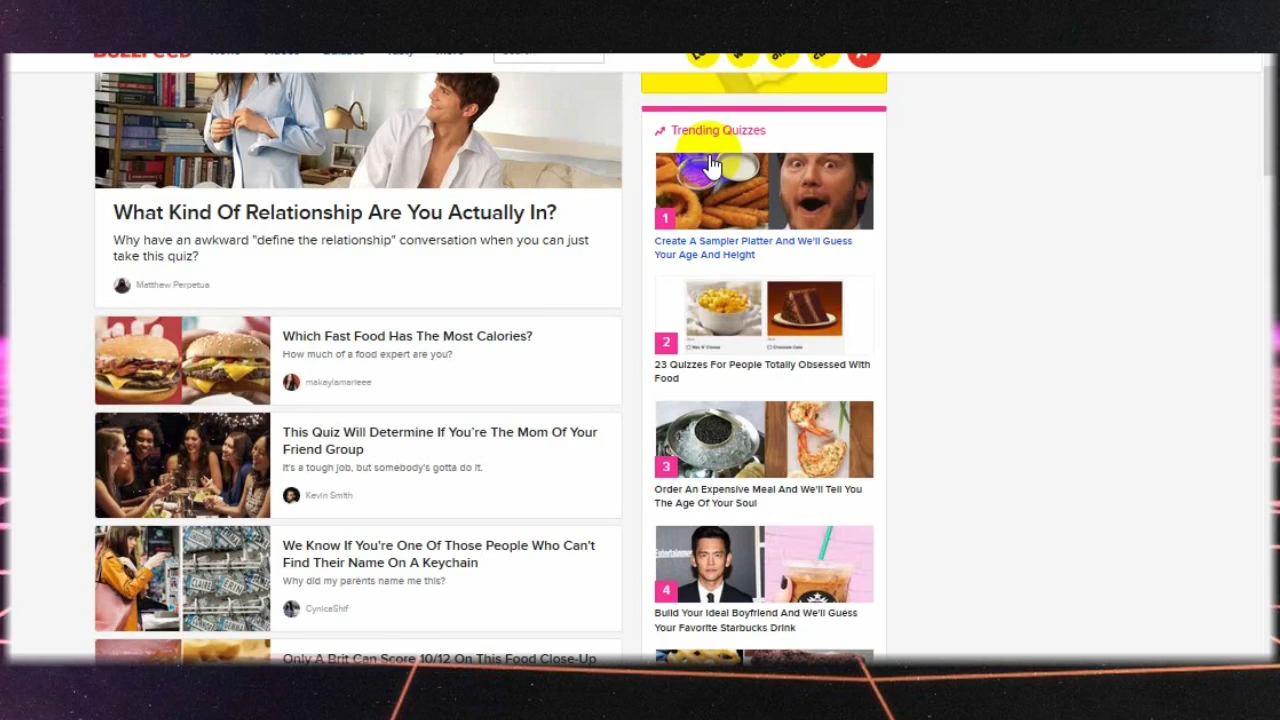 What Kind Of Relationship Are You Actually In?
Why have an awkward "define the relationship" conversation when you can just
take this quiz?
Matthew Perpetua
Which Fast Food Has The Most Calories?
How much of a food expert are you?
makaylamarieee
This Quiz Will Determine If You're The Mom Of Your
Friend Group
It's a tough job, but somebody's gotta do it.
Kevin Smith
We Know If You're One Of Those People Who Can't
Find Their Name On A Keychain
Why did my parents name me this?
CynicaShif
Only A Brit Can Score 10/12 On This Food Close-Up
Trending Quizzes
1
Create A Sampler Platter And We'll Guess
Your Age And Height
2
23 Quizzes For People Totally Obsessed With
Food
3
Order An Expensive Meal And We'll Tell You
The Age Of Your Soul
4
Build Your Ideal Boyfriend And We'll Guess
Your Favorite Starbucks Drink